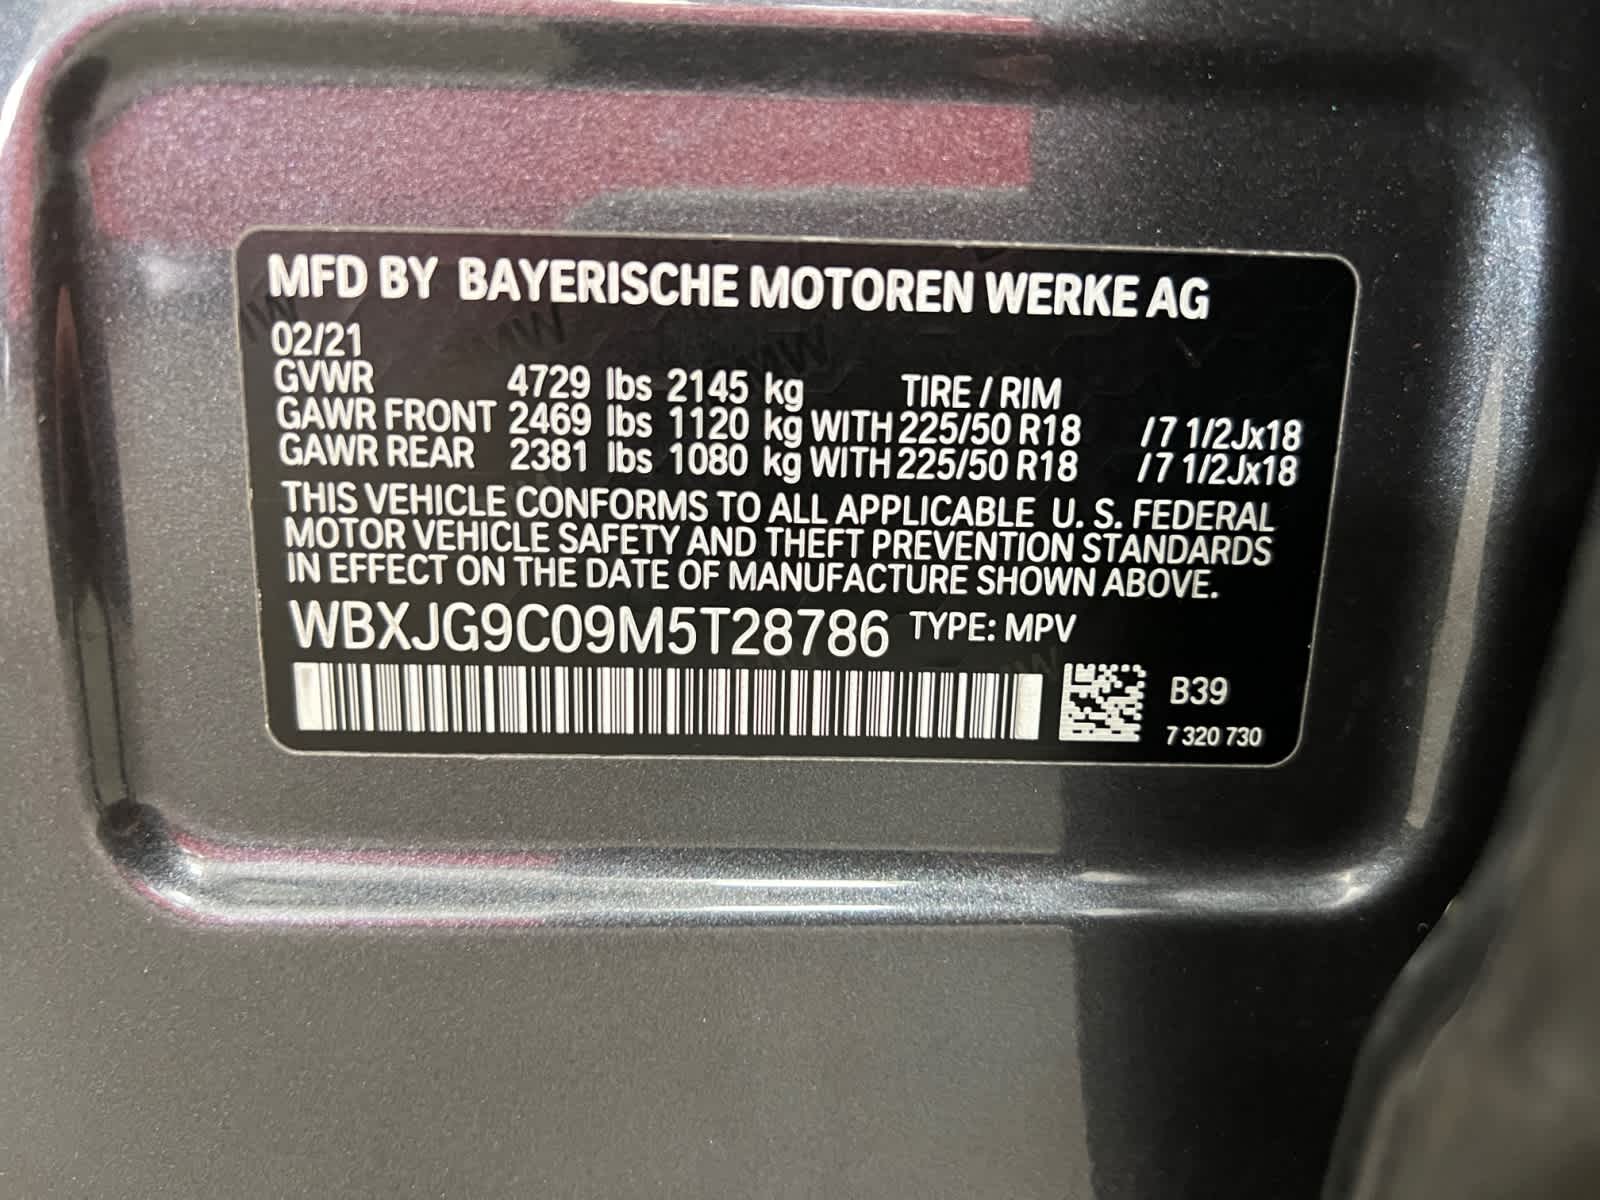 MFD BY BAYERISCHE MOTOREN WERKE AG
02/21
GVWR 4729 lbs 2145 kg TIRE / RIM
GAWR FRONT 2469 lbs 1120 kg WITH 225/50 R18 /7 1/2Jx18
GAWR REAR 2381 lbs 1080 kg WITH 225/50 R18 /7 1/2Jx18
THIS VEHICLE CONFORMS TO ALL APPLICABLE U. S. FEDERAL
MOTOR VEHICLE SAFETY AND THEFT PREVENTION STANDARDS
IN EFFECT ON THE DATE OF MANUFACTURE SHOWN ABOVE.
WBXJG9C09M5T28786 TYPE: MPV
B39
7 320 730